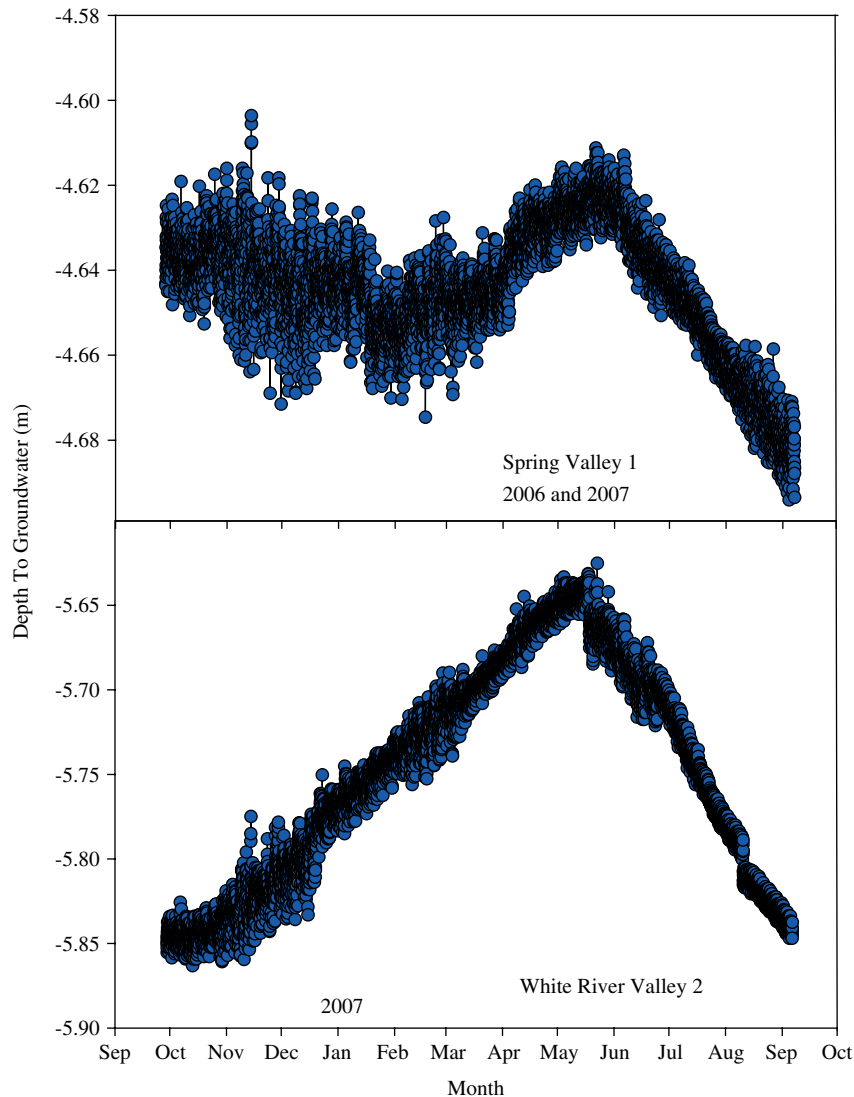 -4.58
-4.60
-4.62
-4.64
-4.66
-4.68
Spring Valley 1
2006 and 2007
Depth To Groundwater (m)
-5.65
-5.70
-5.75
-5.80
-5.85
-5.90
White River Valley 2
2007
Sep Oct Nov Dec Jan Feb Mar Apr May Jun Jul Aug Sep Oct
Month